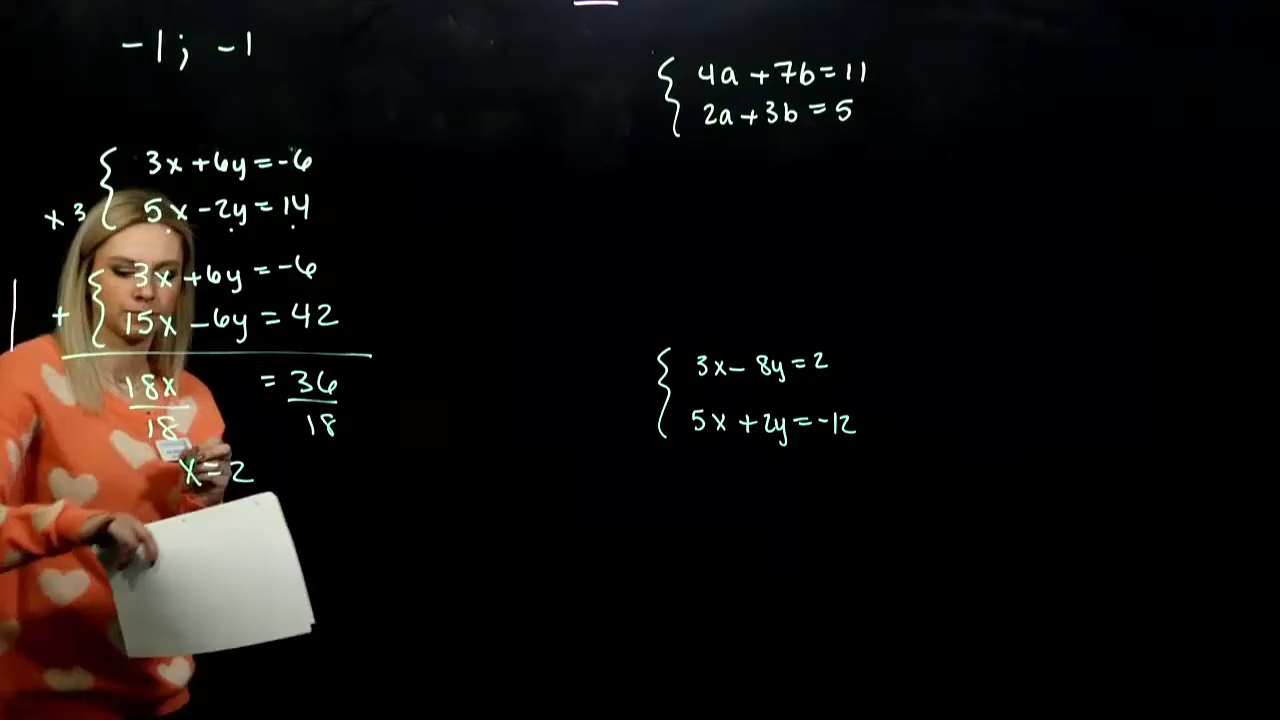 -1; -1
3x+6y=-6
x 3 5x-2y=14
3x+6y=-6
+ 15x-6y=42
18x =36
18 18
x=2
4a+7b=11
2a+3b=5
3x-8y=2
5x+2y=-12